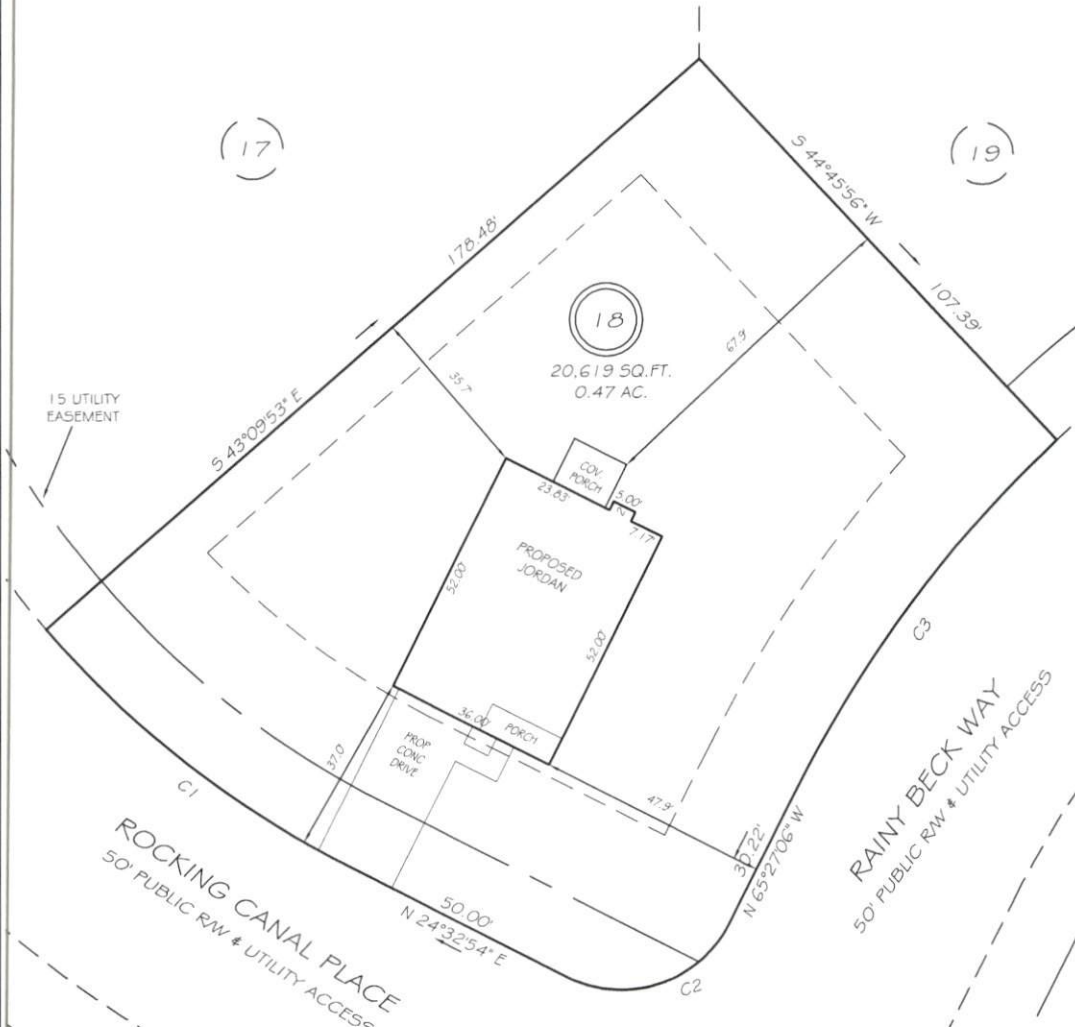 17
19
S 44°45'56" W
107.39'
178.48'
S 43°09'53" E
18
20,619 SQ.FT.
0.47 AC.
67.9'
35.7'
15 UTILITY
EASEMENT
COV.
PORCH
23.83'
5.00'
2'
7.17'
PROPOSED
JORDAN
52.00'
52.00'
36.00'
PORCH
PROP
CONC
DRIVE
37.0'
47.9'
30.22'
N 65°27'06" W
C3
C1
C2
50.00'
N 24°32'54" E
ROCKING CANAL PLACE
50' PUBLIC R/W & UTILITY ACCESS
RAINY BECK WAY
50' PUBLIC R/W & UTILITY ACCESS